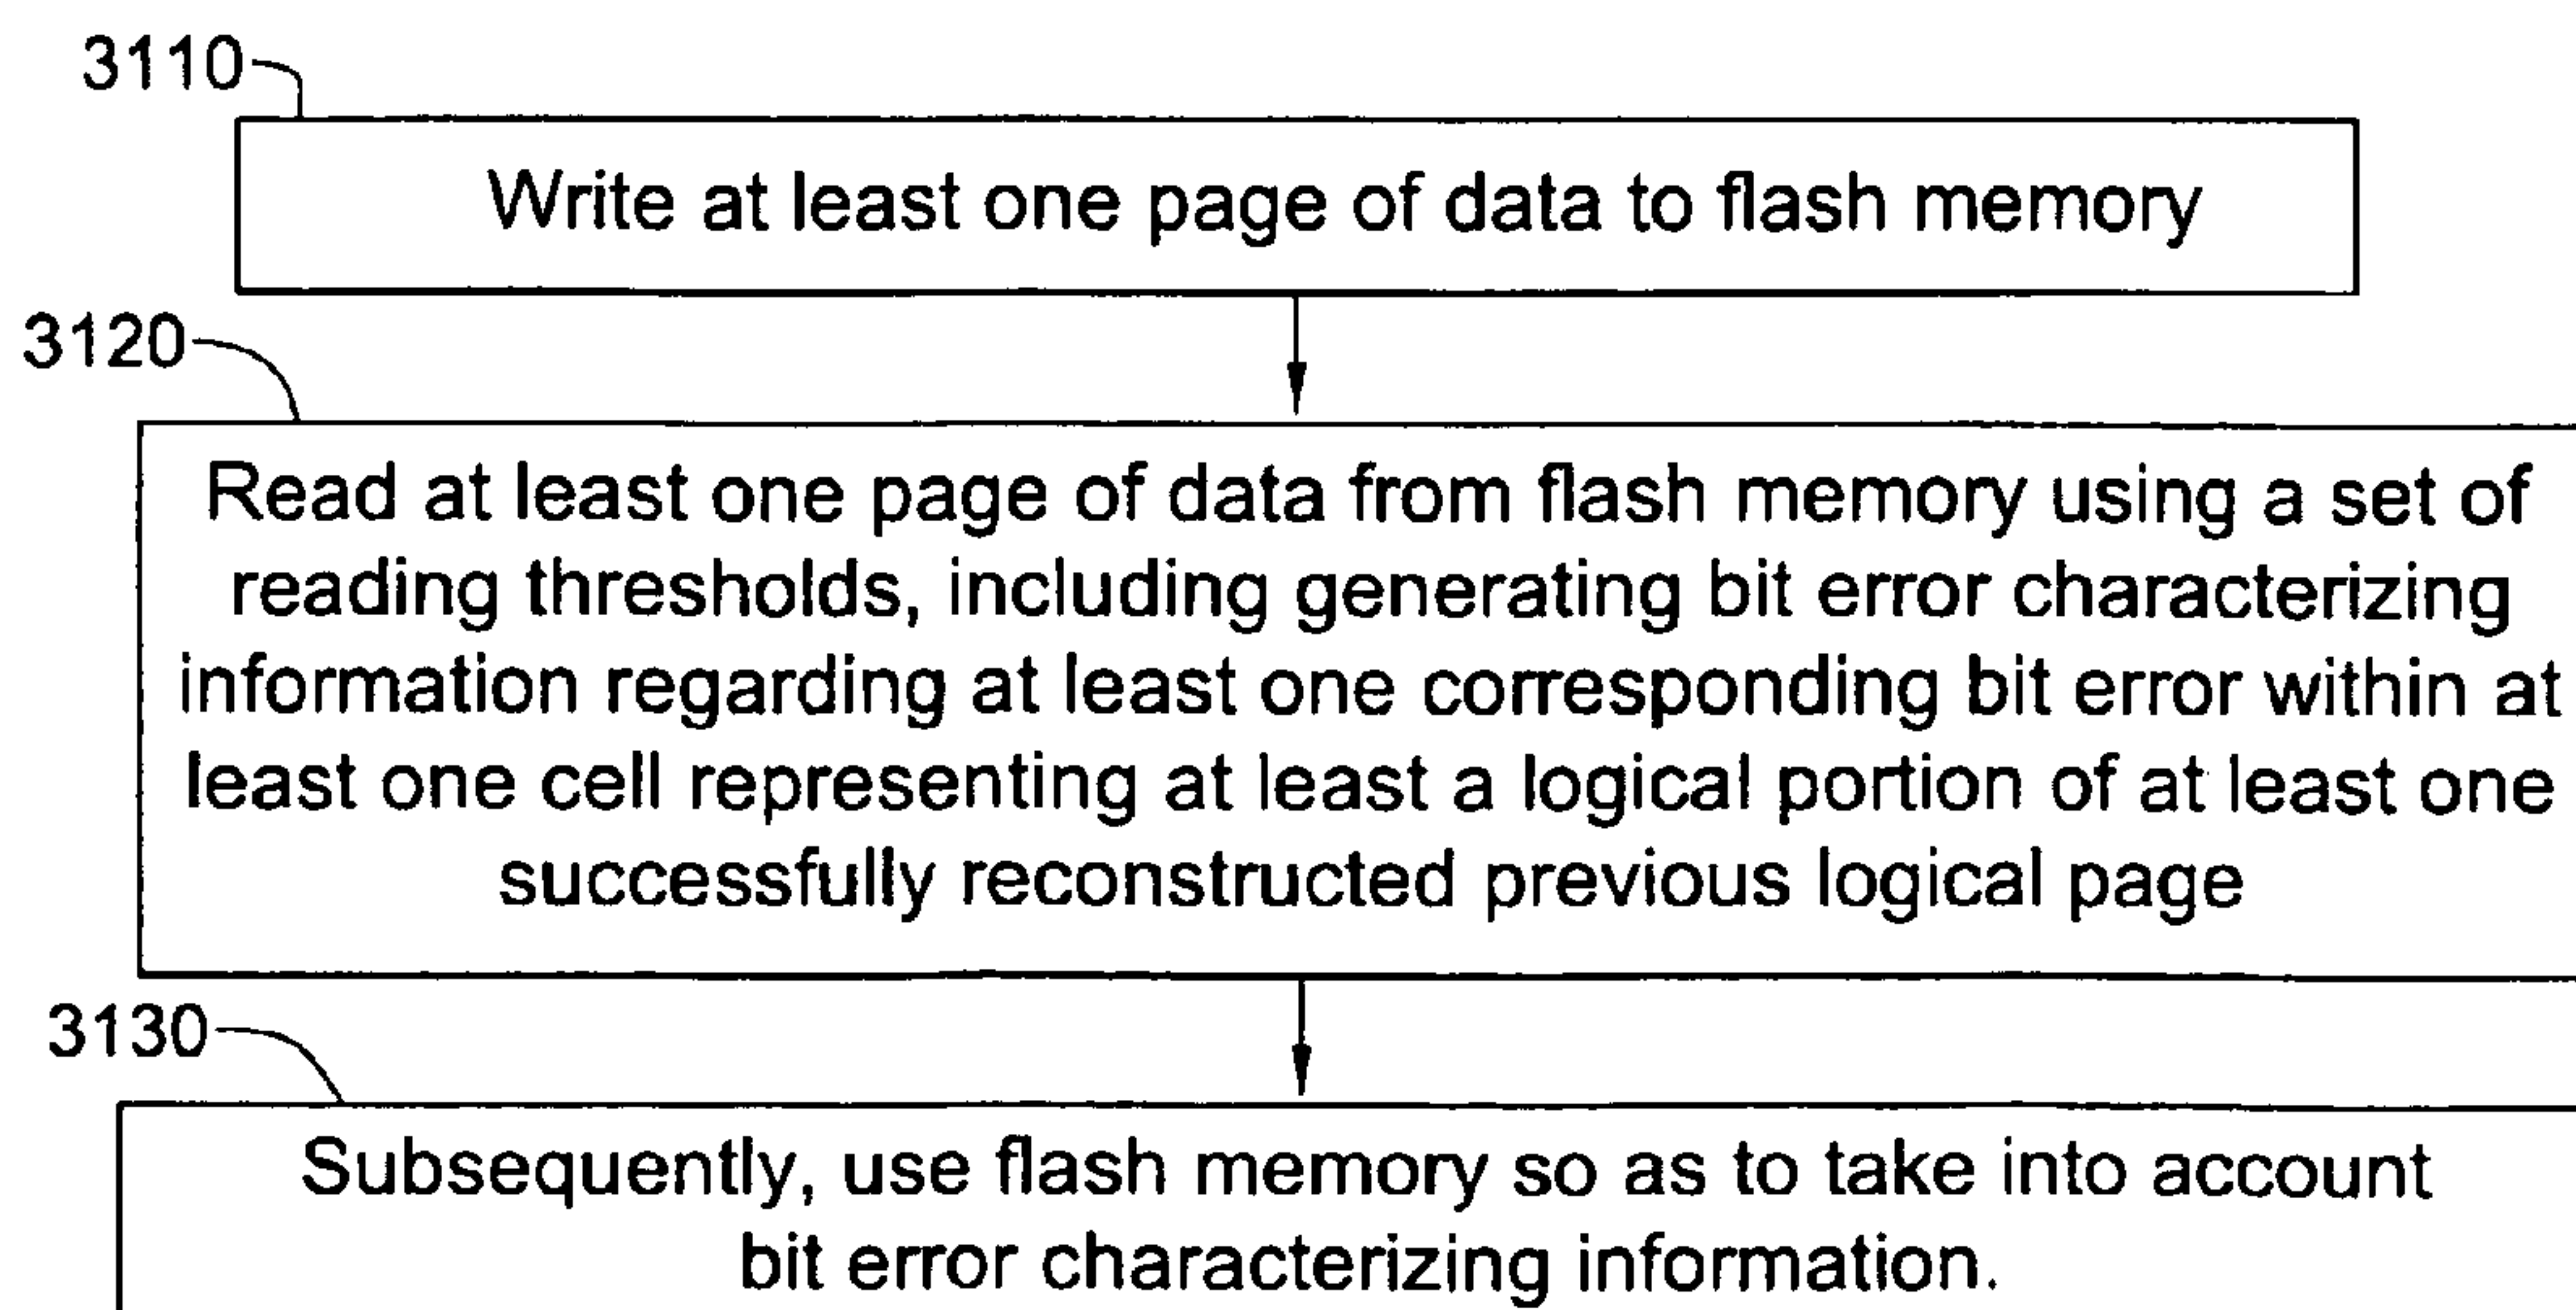 3110
Write at least one page of data to flash memory
3120
Read at least one page of data from flash memory using a set of
reading thresholds, including generating bit error characterizing
information regarding at least one corresponding bit error within at
least one cell representing at least a logical portion of at least one
successfully reconstructed previous logical page
3130
Subsequently, use flash memory so as to take into account
bit error characterizing information.